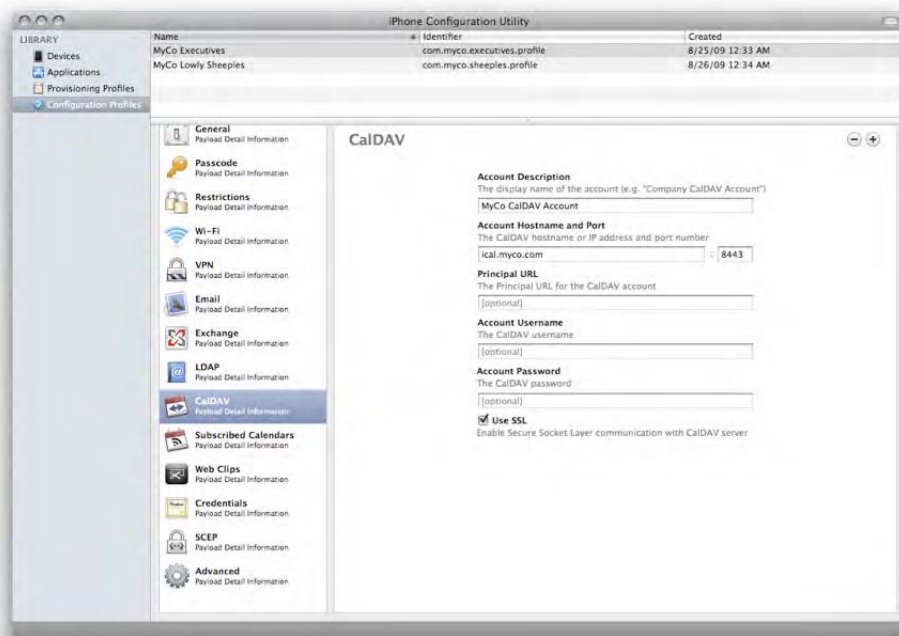 iPhone Configuration Utility
LIBRARY
Devices
Applications
Provisioning Profiles
Configuration Profiles
Name Identifier Created
MyCo Executives com.myco.executives.profile 8/25/09 12:33 AM
MyCo Lowly Sheeples com.myco.sheeples.profile 8/26/09 12:34 AM
General
Payload Detail Information
Passcode
Payload Detail Information
Restrictions
Payload Detail Information
Wi-Fi
Payload Detail Information
VPN
Payload Detail Information
Email
Payload Detail Information
Exchange
Payload Detail Information
LDAP
Payload Detail Information
CalDAV
Payload Detail Information
Subscribed Calendars
Payload Detail Information
Web Clips
Payload Detail Information
Credentials
Payload Detail Information
SCEP
Payload Detail Information
Advanced
Payload Detail Information
CalDAV
Account Description
The display name of the account (e.g. "Company CalDAV Account")
MyCo CalDAV Account
Account Hostname and Port
The CalDAV hostname or IP address and port number
ical.myco.com : 8443
Principal URL
The Principal URL for the CalDAV account
[optional]
Account Username
The CalDAV username
[optional]
Account Password
The CalDAV password
[optional]
Use SSL
Enable Secure Socket Layer communication with CalDAV server